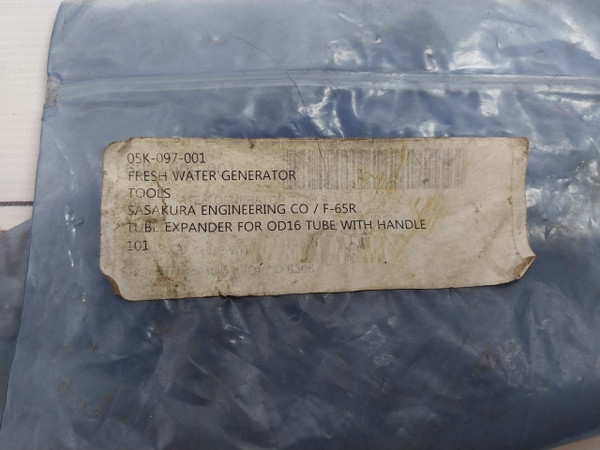 05K-097-001
FRESH WATER GENERATOR
TOOLS
SASAKURA ENGINEERING CO / F-65R
TUBE EXPANDER FOR OD16 TUBE WITH HANDLE
101